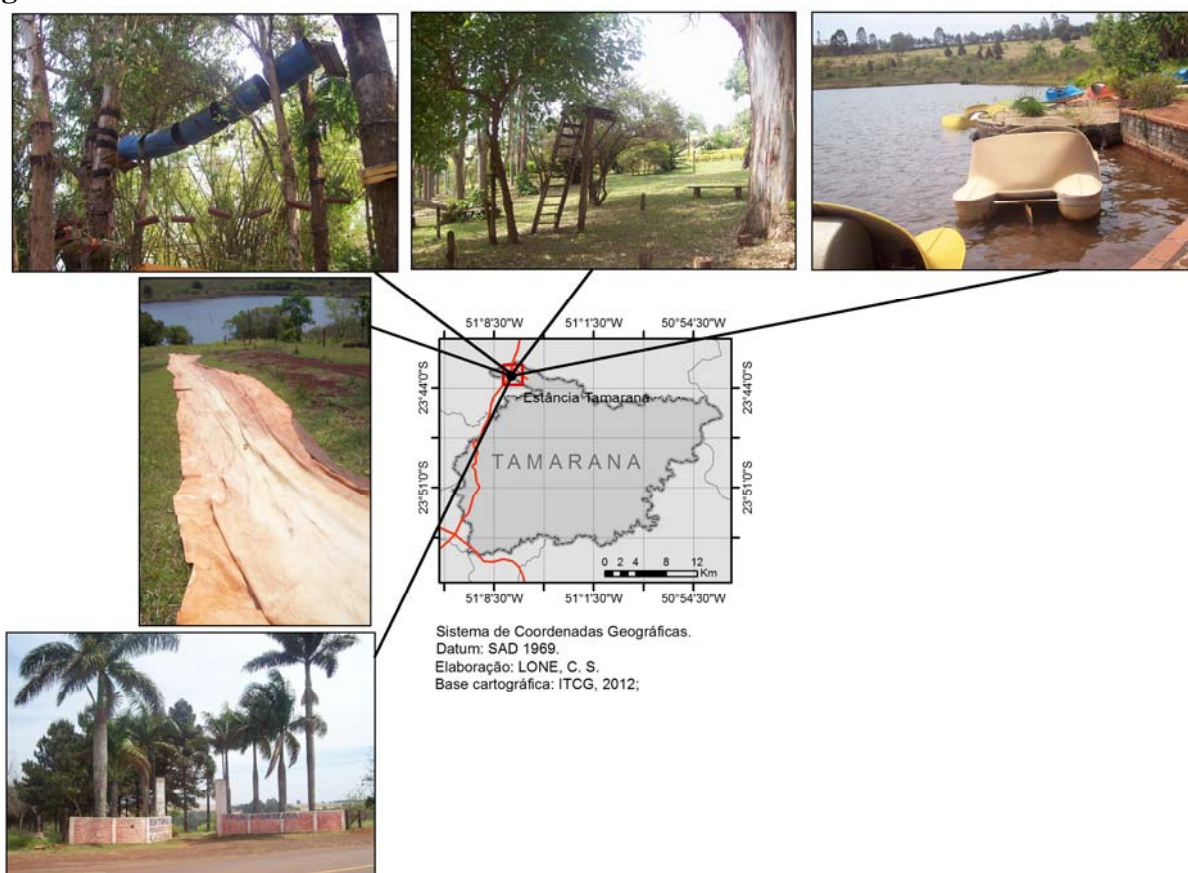 g
51°8'30"W 51°1'30"W 50°54'30"W
23°44'0"S 23°44'0"S
Estância Tamarana
TAMARANA
23°51'0"S 23°51'0"S
0 2 4 8 12
Km
51°8'30"W 51°1'30"W 50°54'30"W
Sistema de Coordenadas Geográficas.
Datum: SAD 1969.
Elaboração: LONE, C. S.
Base cartográfica: ITCG, 2012;
TAMARANA